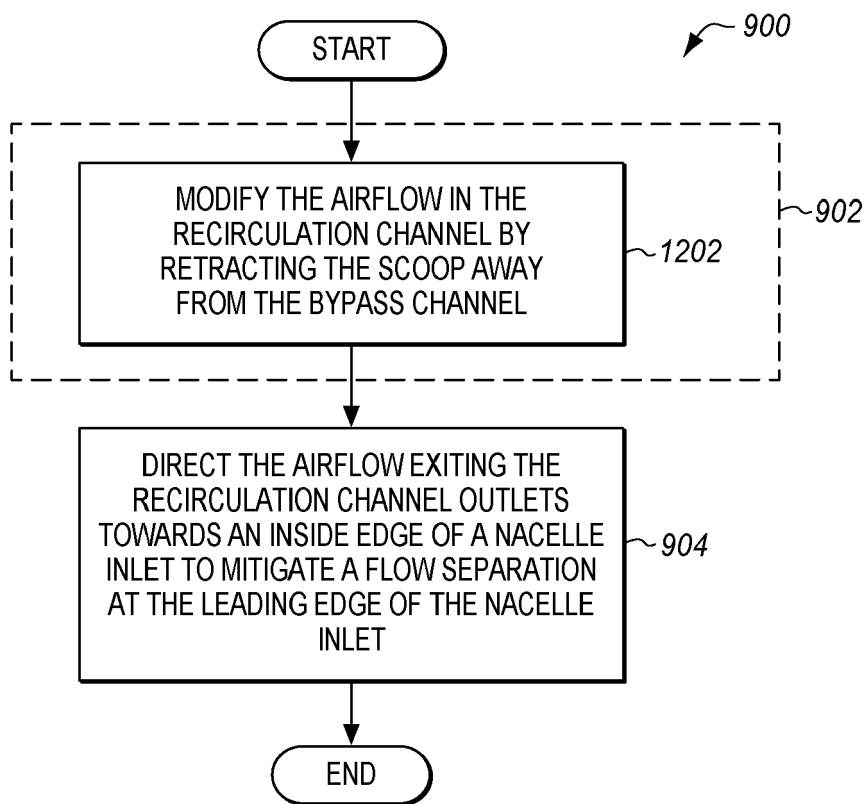 START
900
MODIFY THE AIRFLOW IN THE
RECIRCULATION CHANNEL BY
RETRACTING THE SCOOP AWAY
FROM THE BYPASS CHANNEL
902
1202
DIRECT THE AIRFLOW EXITING THE
RECIRCULATION CHANNEL OUTLETS
TOWARDS AN INSIDE EDGE OF A NACELLE
INLET TO MITIGATE A FLOW SEPARATION
AT THE LEADING EDGE OF THE NACELLE
INLET
904
END